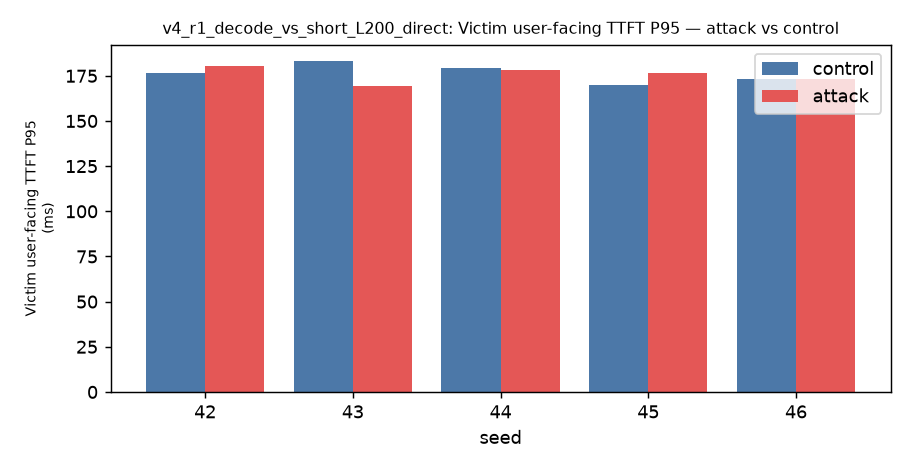 v4_r1_decode_vs_short_L200_direct: Victim user-facing TTFT P95 — attack vs control
Victim user-facing TTFT P95
(ms)
175
150
125
100
75
50
25
0
control
attack
42
43
44
45
46
seed